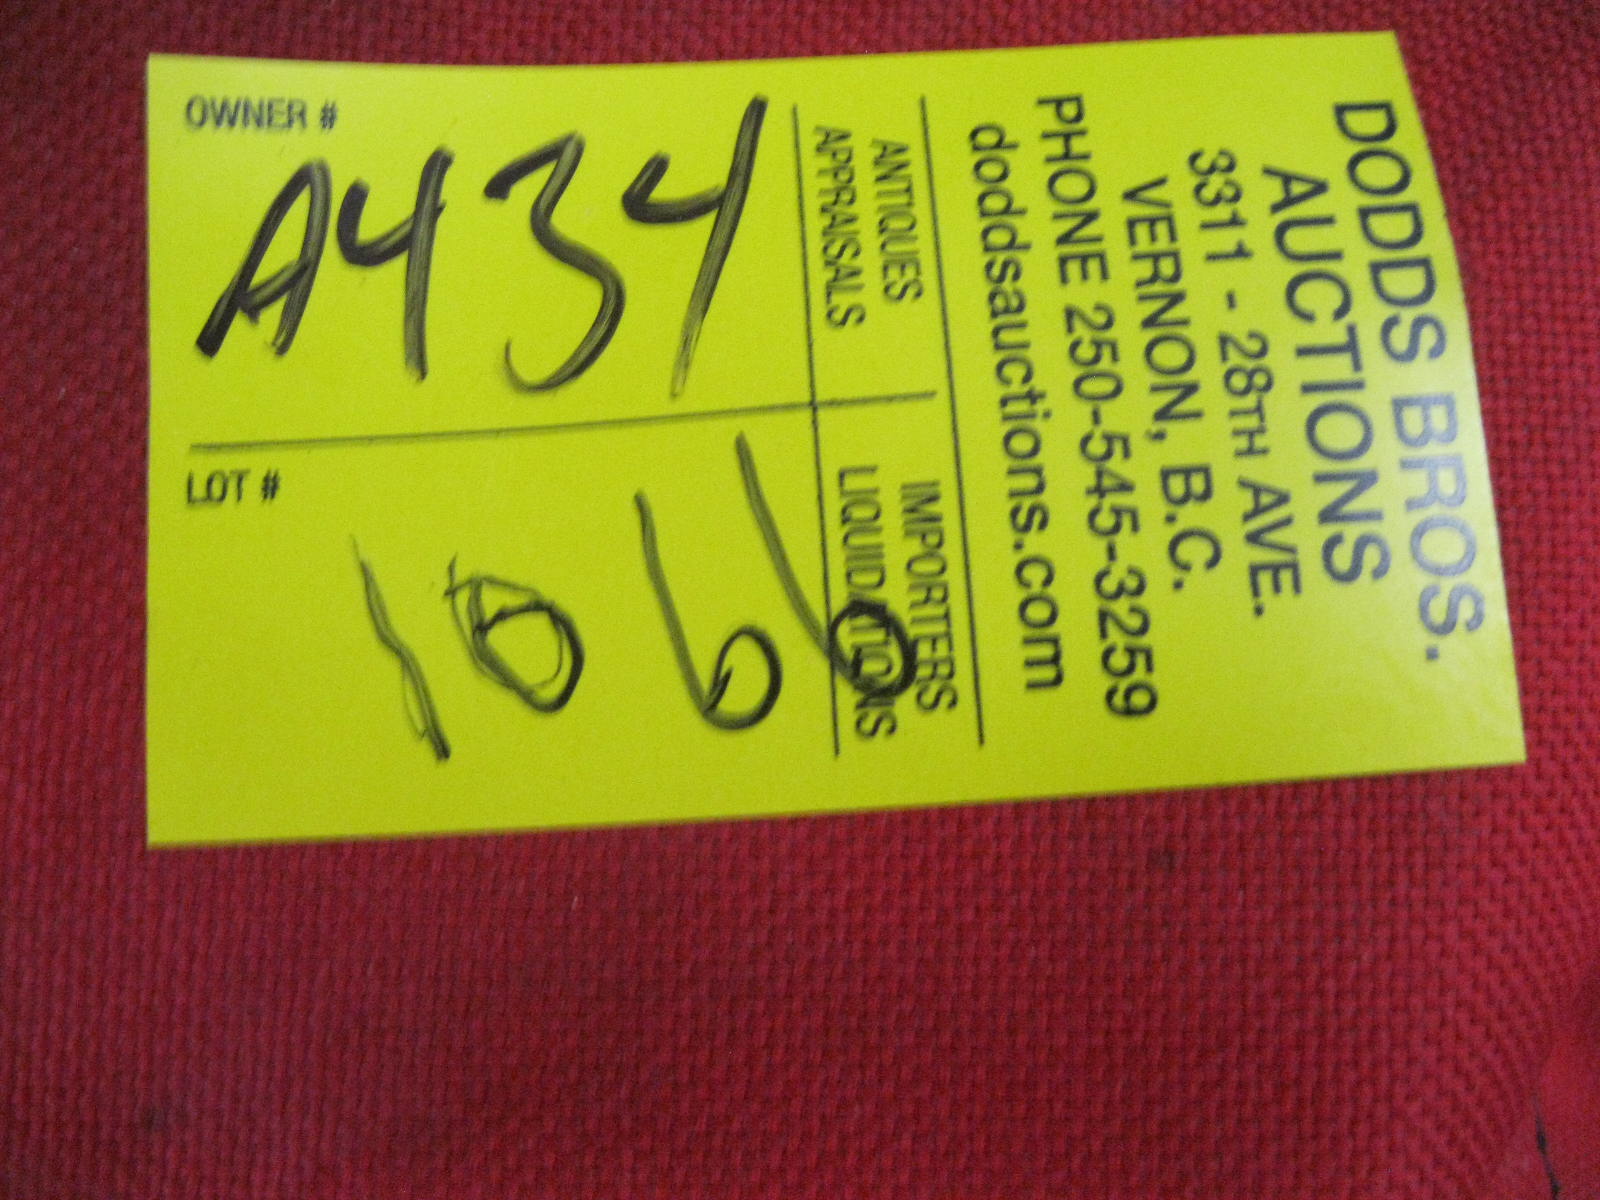 DODDS BROS.
AUCTIONS
3311 - 28TH AVE.
VERNON, B.C.
PHONE 250-545-3259
doddsauctions.com
ANTIQUES
APPRAISALS
IMPORTERS
LIQUIDATIONS
OWNER #
A434
LOT #
1066